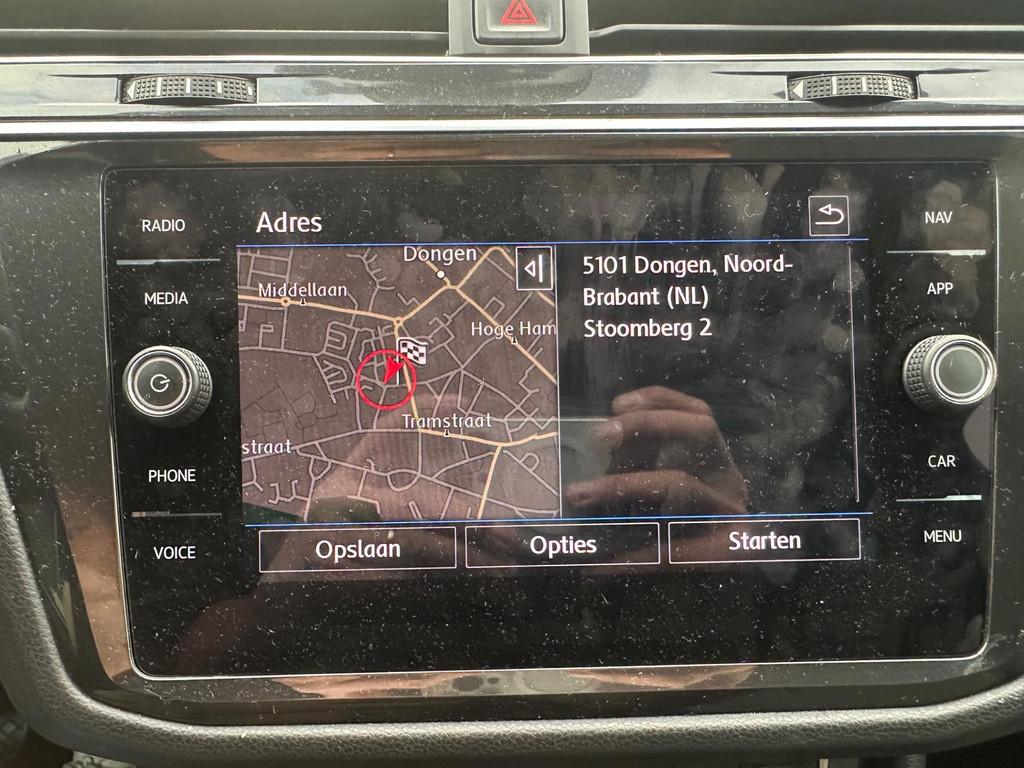 RADIO
MEDIA
PHONE
VOICE
Adres
Dongen
Middellaan
Hoge Ham
Tramstraat
straat
5101 Dongen, Noord-
Brabant (NL)
Stoomberg 2
Opslaan
Opties
Starten
NAV
APP
CAR
MENU